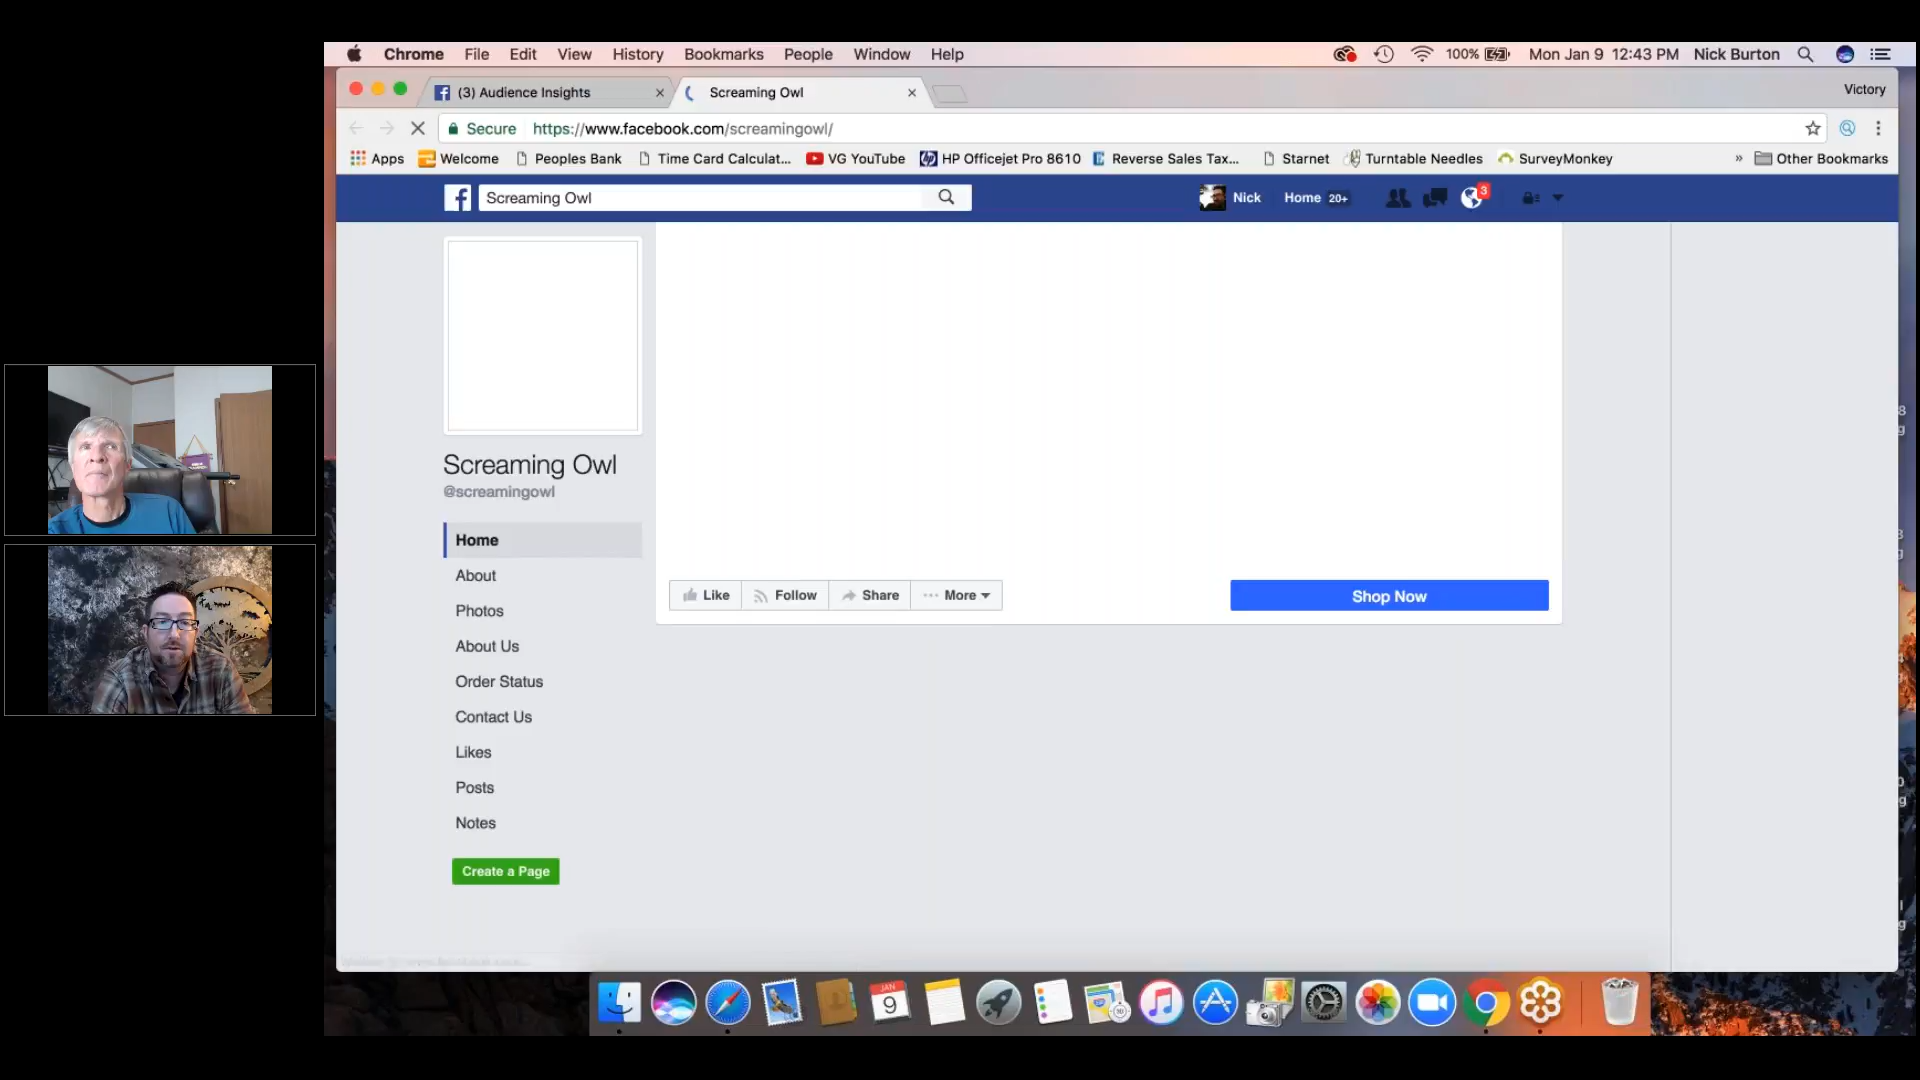 Chrome File Edit View History Bookmarks People Window Help 100% Mon Jan 9 12:43 PM Nick Burton
(3) Audience Insights Screaming Owl Victory
Secure https://www.facebook.com/screamingowl/
Apps Welcome Peoples Bank Time Card Calculat... VG YouTube HP Officejet Pro 8610 Reverse Sales Tax... Starnet Turntable Needles SurveyMonkey » Other Bookmarks
Screaming Owl Nick Home 20+ 3
Screaming Owl
@screamingowl
Home
About
Photos
About Us
Order Status
Contact Us
Likes
Posts
Notes
Create a Page
Like Follow Share More Shop Now
JAN
9